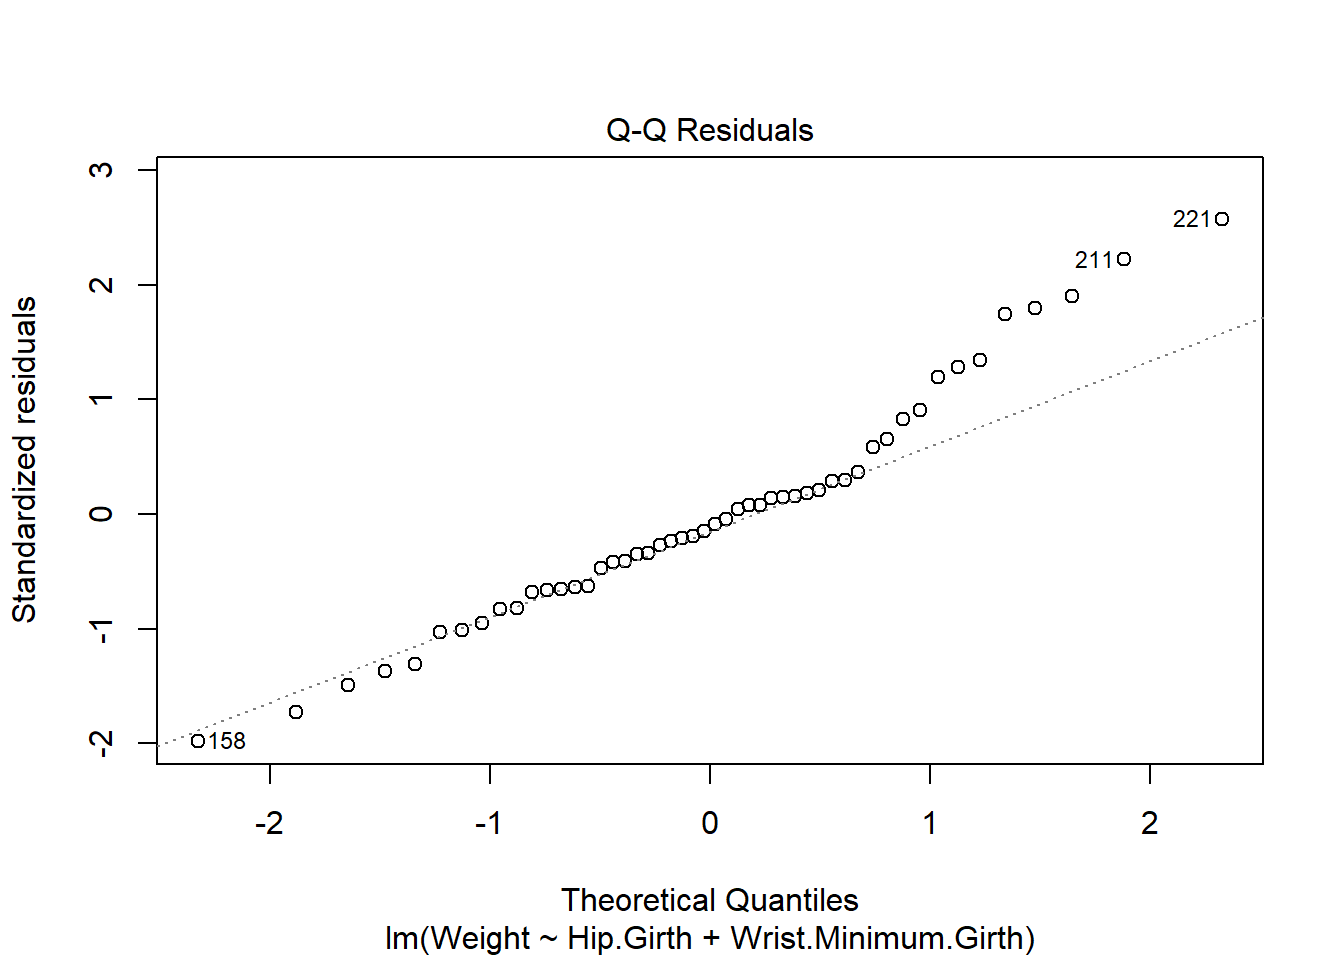 Q-Q Residuals
Standardized residuals
3
2
1
0
-1
-2
221
211
158
-2 -1 0 1 2
Theoretical Quantiles
lm(Weight ~ Hip.Girth + Wrist.Minimum.Girth)